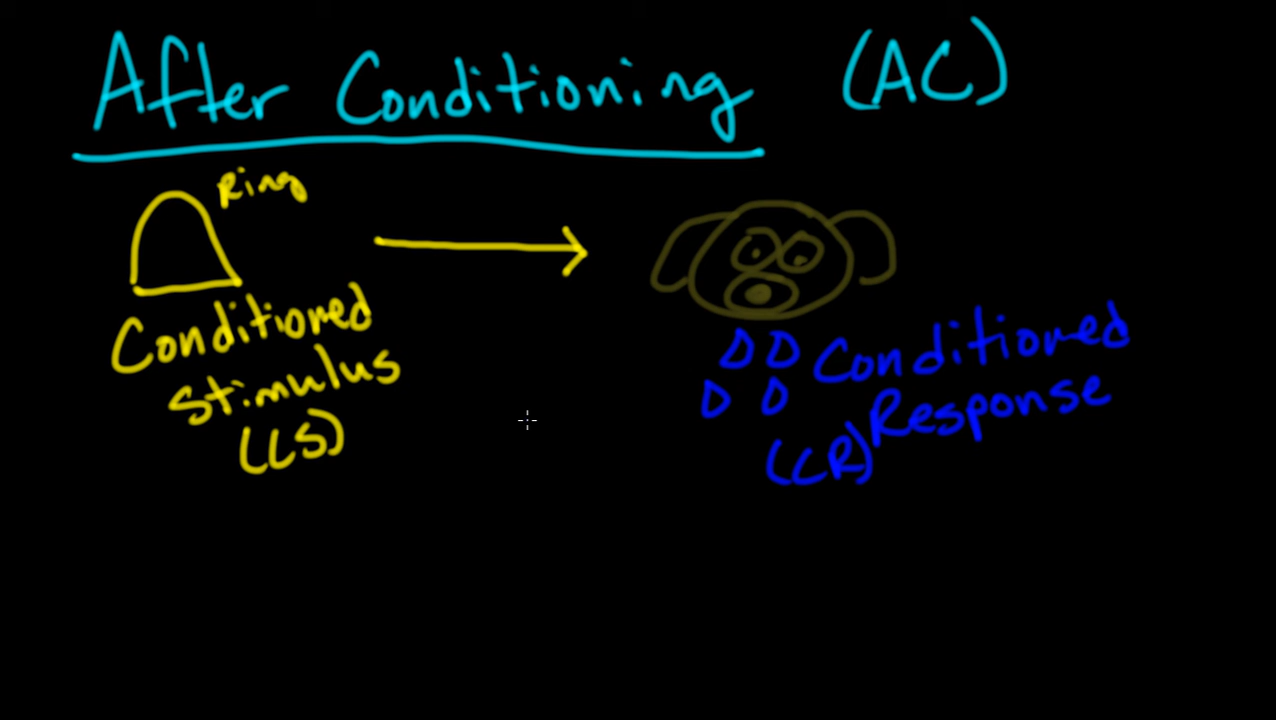 After Conditioning (AC)
Ring
Conditioned
Stimulus
(CS)
Conditioned
Response
(CR)